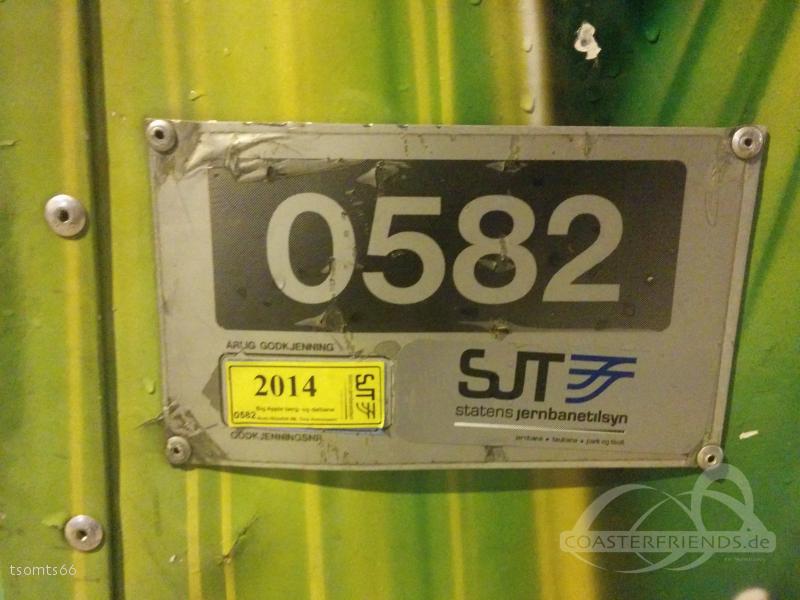 0582
ÅRLIG GODKJENNING
2014
SJT
Big Apple berg- og dalbane
0582
GODKJENNINGSNR
SJT
statens jernbanetilsyn
jernbane • taubane • park og tivoli
tsomts66
COASTERFRIENDS.de